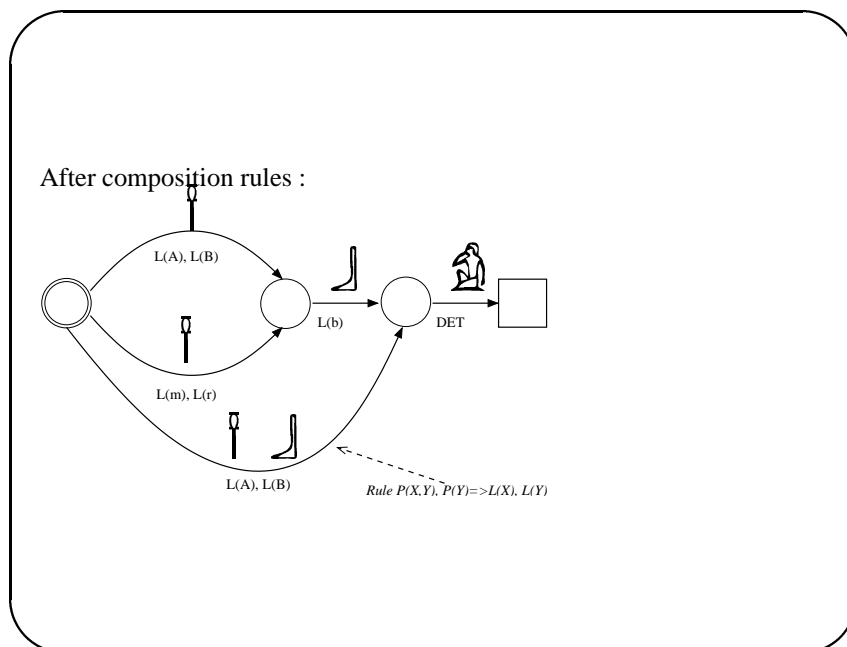 After composition rules :
L(A), L(B)
L(b)
DET
L(m), L(r)
L(A), L(B)
Rule P(X,Y), P(Y)=>L(X), L(Y)